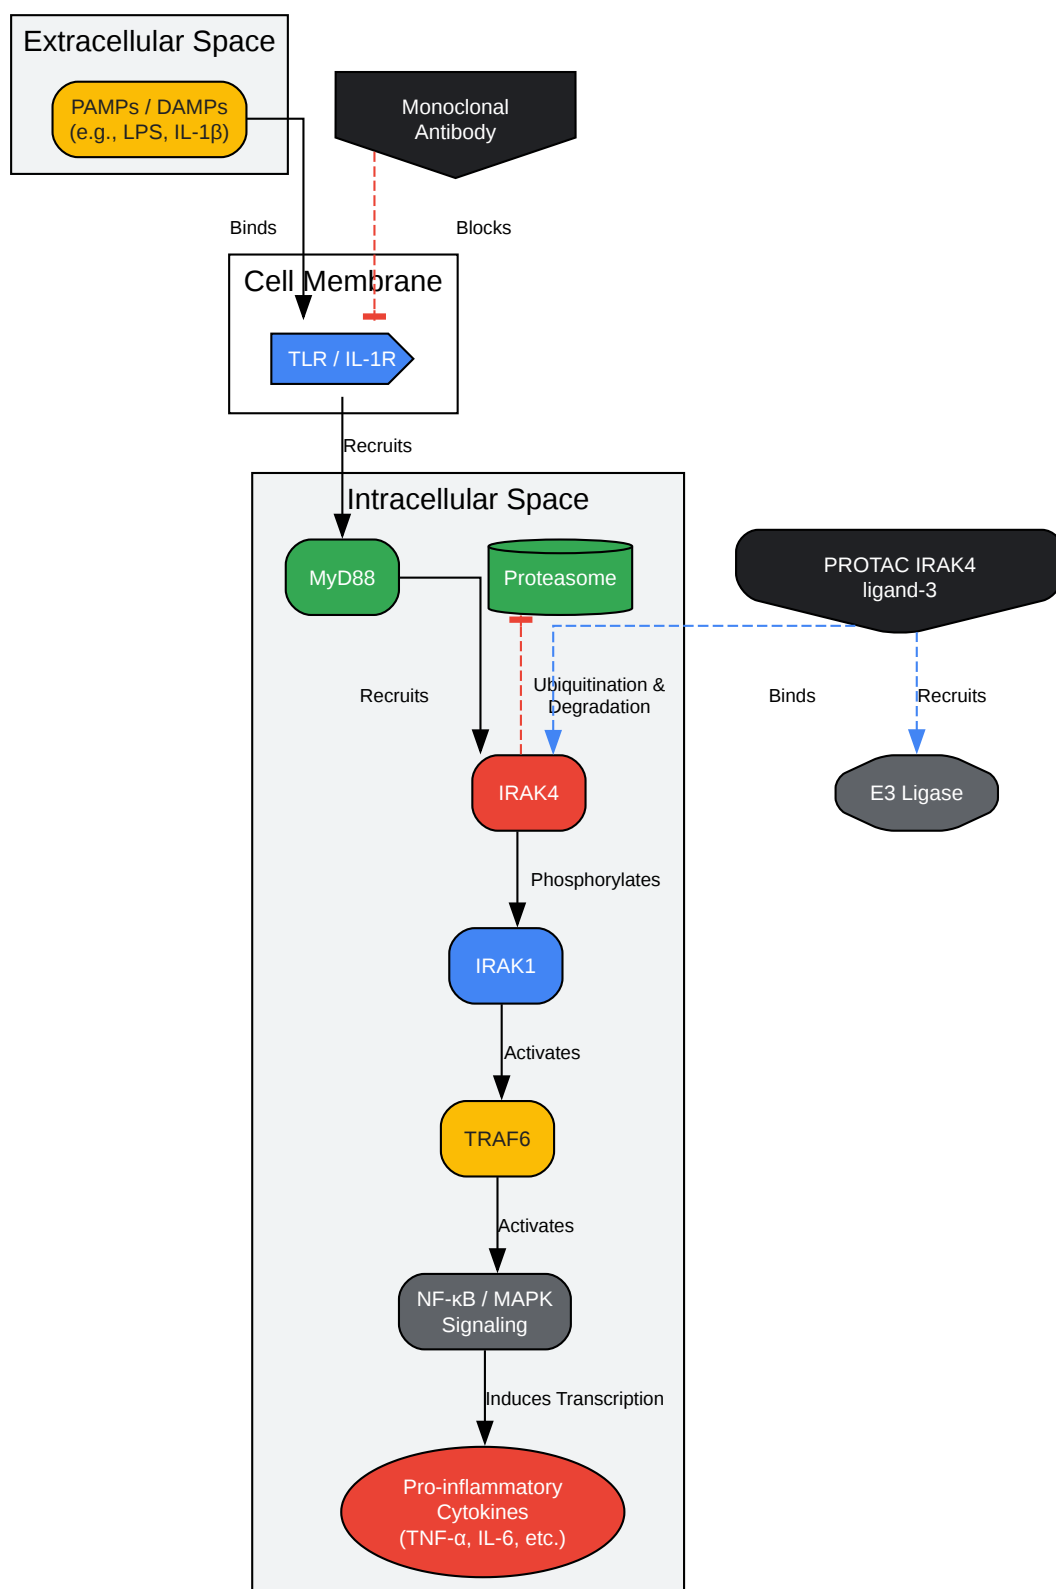 Extracellular Space
PAMPs / DAMPs
(e.g., LPS, IL-1β)
Monoclonal
Antibody
Binds
Blocks
Cell Membrane
TLR / IL-1R
Recruits
Intracellular Space
MyD88
Proteasome
PROTAC IRAK4
ligand-3
Recruits
Ubiquitination &
Degradation
Binds
Recruits
IRAK4
E3 Ligase
Phosphorylates
IRAK1
Activates
TRAF6
Activates
NF-κB / MAPK
Signaling
Induces Transcription
Pro-inflammatory
Cytokines
(TNF-α, IL-6, etc.)